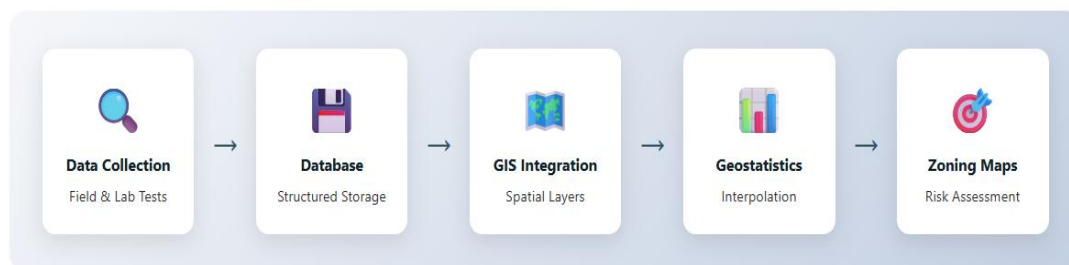 Data Collection
Field & Lab Tests
→
Database
Structured Storage
→
GIS Integration
Spatial Layers
→
Geostatistics
Interpolation
→
Zoning Maps
Risk Assessment